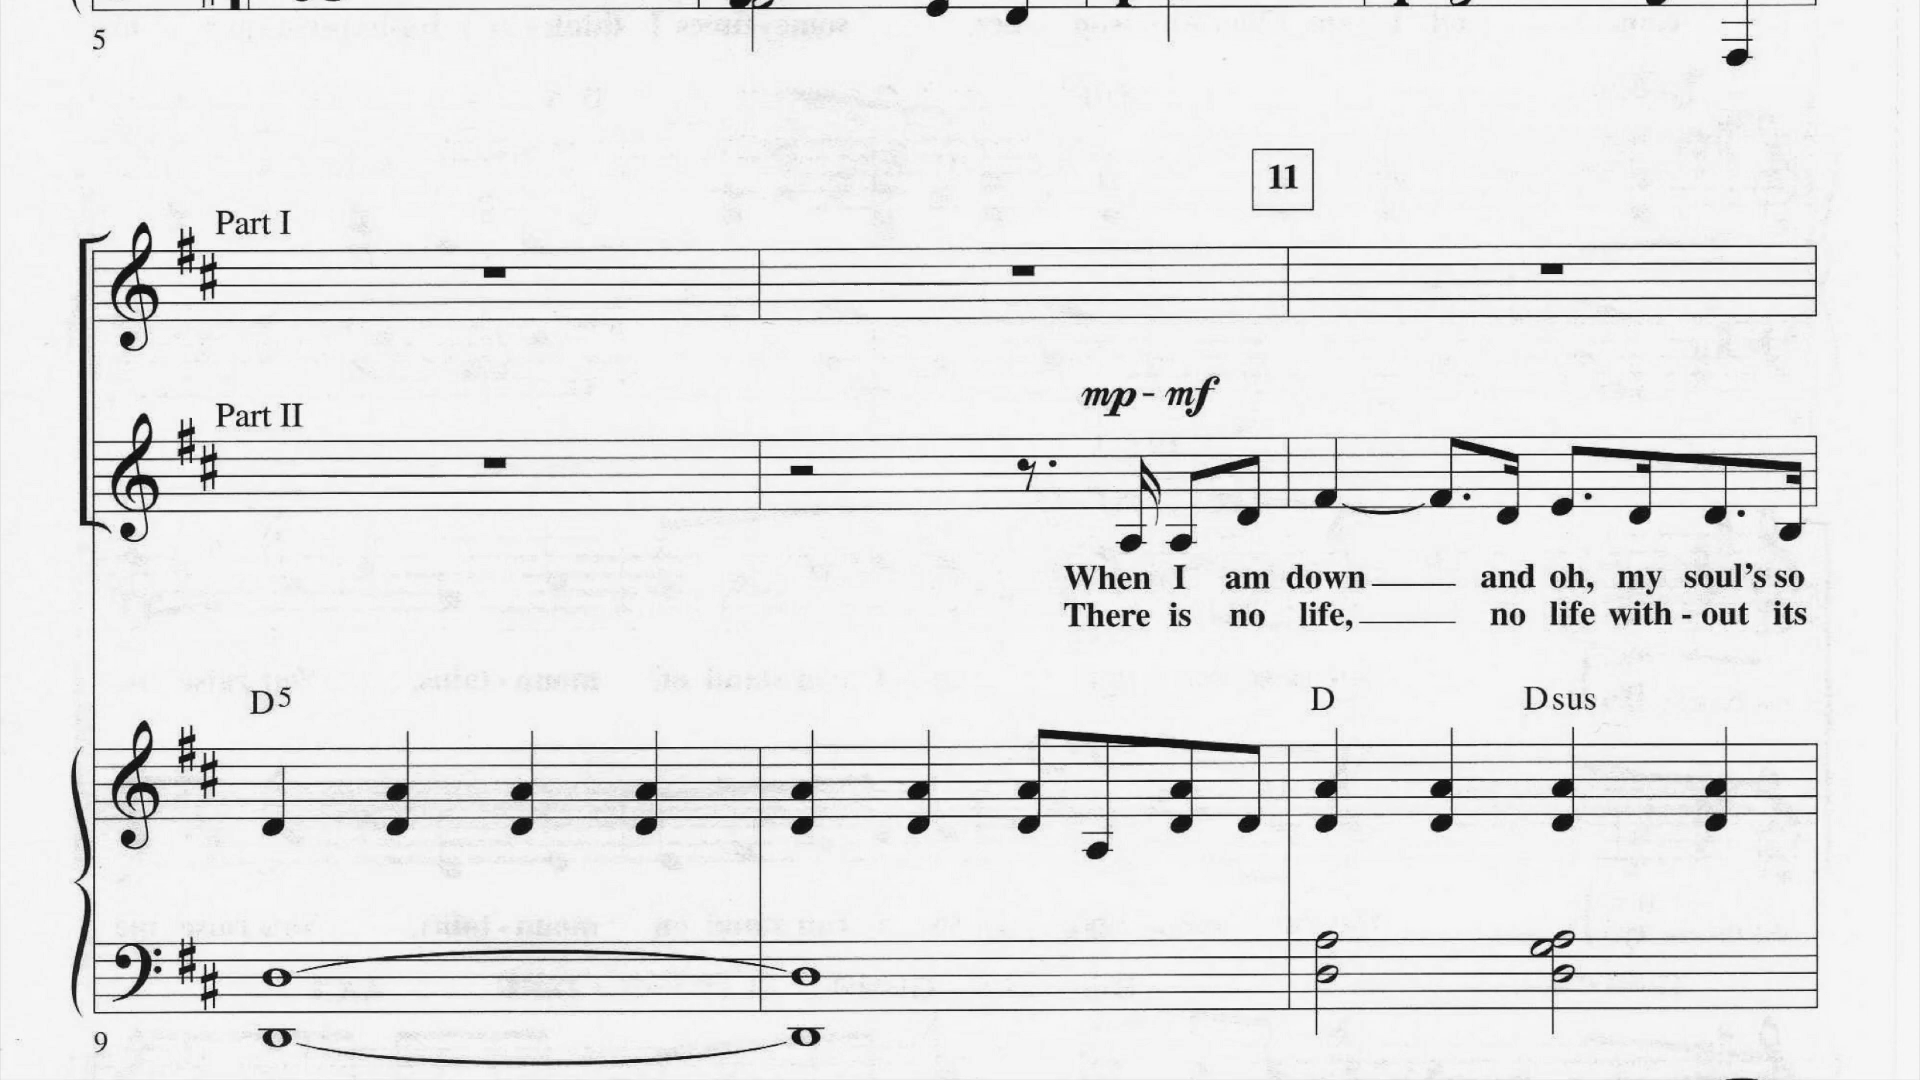 5
11
Part I
mp - mf
Part II
When I am down and oh, my soul's so
There is no life, no life with - out its
D5 D Dsus
9